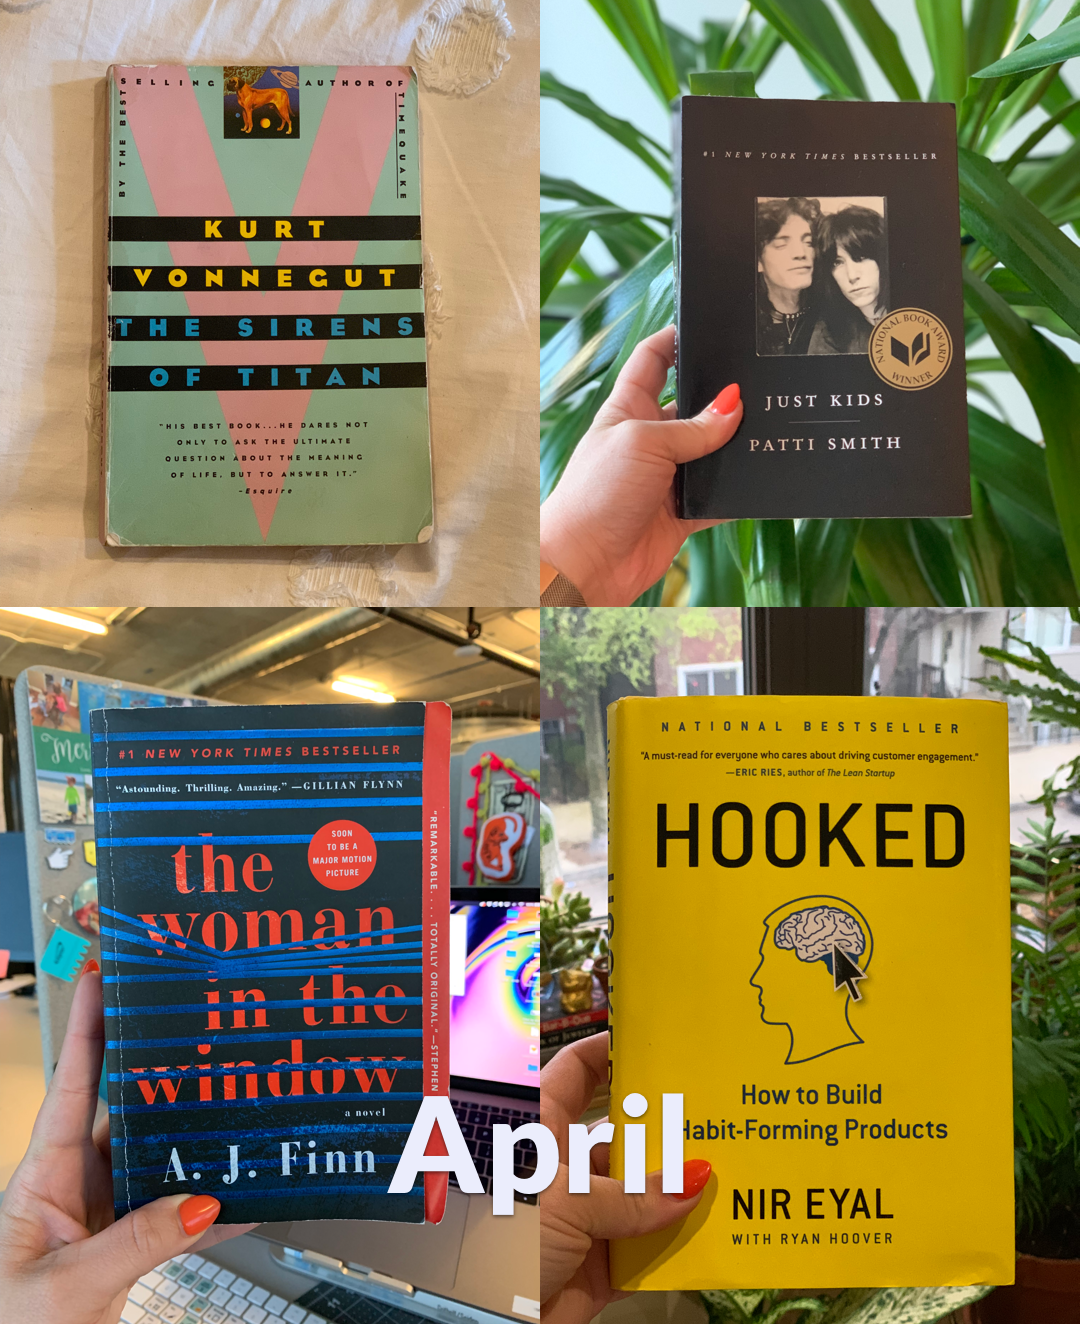 BY THE BESTSELLING AUTHOR OF TIMEQUAKE
KURT
VONNEGUT
THE SIRENS
OF TITAN
"HIS BEST BOOK...HE DARES NOT
ONLY TO ASK THE ULTIMATE
QUESTION ABOUT THE MEANING
OF LIFE, BUT TO ANSWER IT."
-Esquire
#1 NEW YORK TIMES BESTSELLER
NATIONAL BOOK AWARD
WINNER
JUST KIDS
PATTI SMITH
#1 NEW YORK TIMES BESTSELLER
"Astounding. Thrilling. Amazing." —GILLIAN FLYNN
SOON
TO BE A
MAJOR MOTION
PICTURE
the
woman
in the
window
a novel
A. J. Finn
"REMARKABLE. . . . TOTALLY ORIGINAL." —STEPHEN
Mer
NATIONAL BESTSELLER
"A must-read for everyone who cares about driving customer engagement."
—ERIC RIES, author of The Lean Startup
HOOKED
How to Build
Habit-Forming Products
NIR EYAL
WITH RYAN HOOVER
April